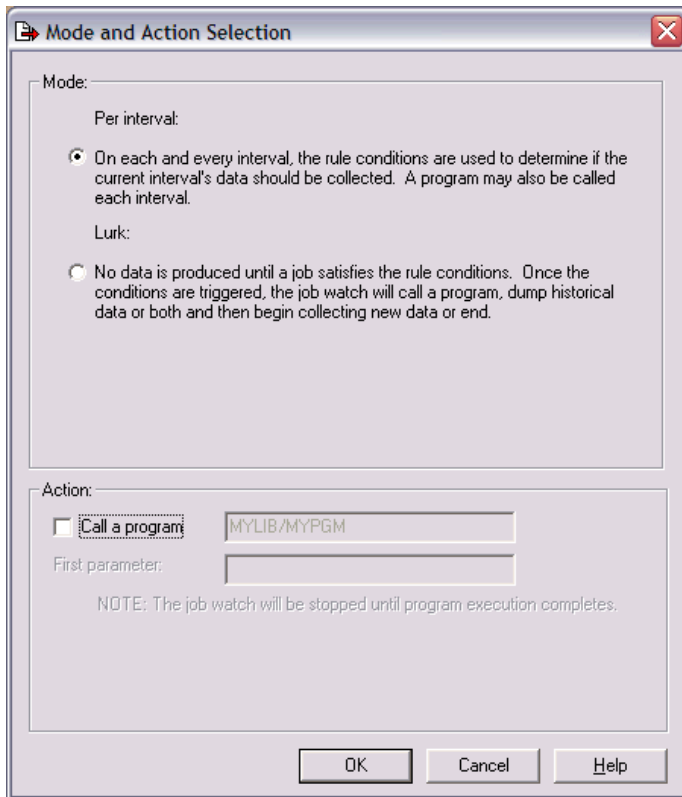 Mode and Action Selection
Mode:
Per interval:
On each and every interval, the rule conditions are used to determine if the
current interval's data should be collected.  A program may also be called
each interval.
Lurk:
No data is produced until a job satisfies the rule conditions.  Once the
conditions are triggered, the job watch will call a program, dump historical
data or both and then begin collecting new data or end.
Action:
Call a program MYLIB/MYPGM
First parameter:
NOTE: The job watch will be stopped until program execution completes.
OK Cancel Help